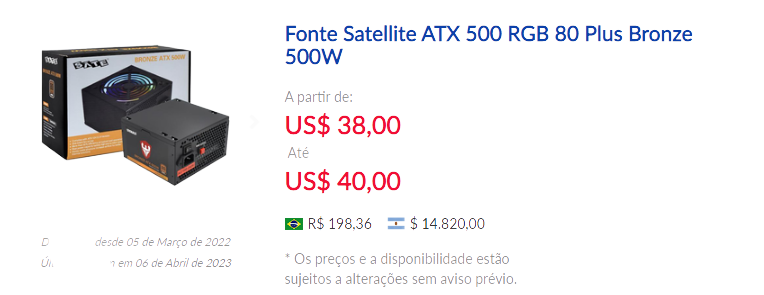 Fonte Satellite ATX 500 RGB 80 Plus Bronze
500W
A partir de:
US$ 38,00
Até
US$ 40,00
R$ 198,36 $ 14.820,00
* Os preços e a disponibilidade estão
sujeitos a alterações sem aviso prévio.
SATE
BRONZE ATX 500W
desde 05 de Março de 2022
em 06 de Abril de 2023